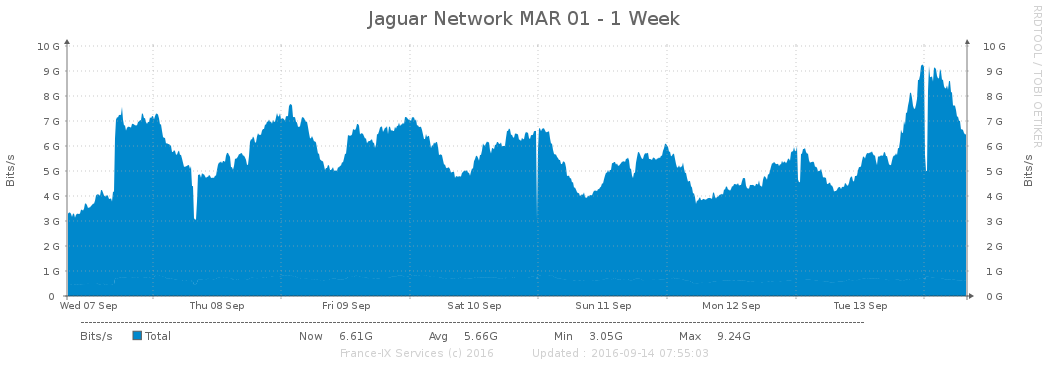 Jaguar Network MAR 01 - 1 Week
RRDTOOL / TOBI OETIKER
10 G 10 G
9 G 9 G
8 G 8 G
7 G 7 G
6 G 6 G
5 G 5 G
4 G 4 G
3 G 3 G
2 G 2 G
1 G 1 G
0 0 G
Bits/s
Bits/s
Wed 07 Sep Thu 08 Sep Fri 09 Sep Sat 10 Sep Sun 11 Sep Mon 12 Sep Tue 13 Sep
Bits/s Total Now 6.61G Avg 5.66G Min 3.05G Max 9.24G
France-IX Services (c) 2016 Updated : 2016-09-14 07:55:03